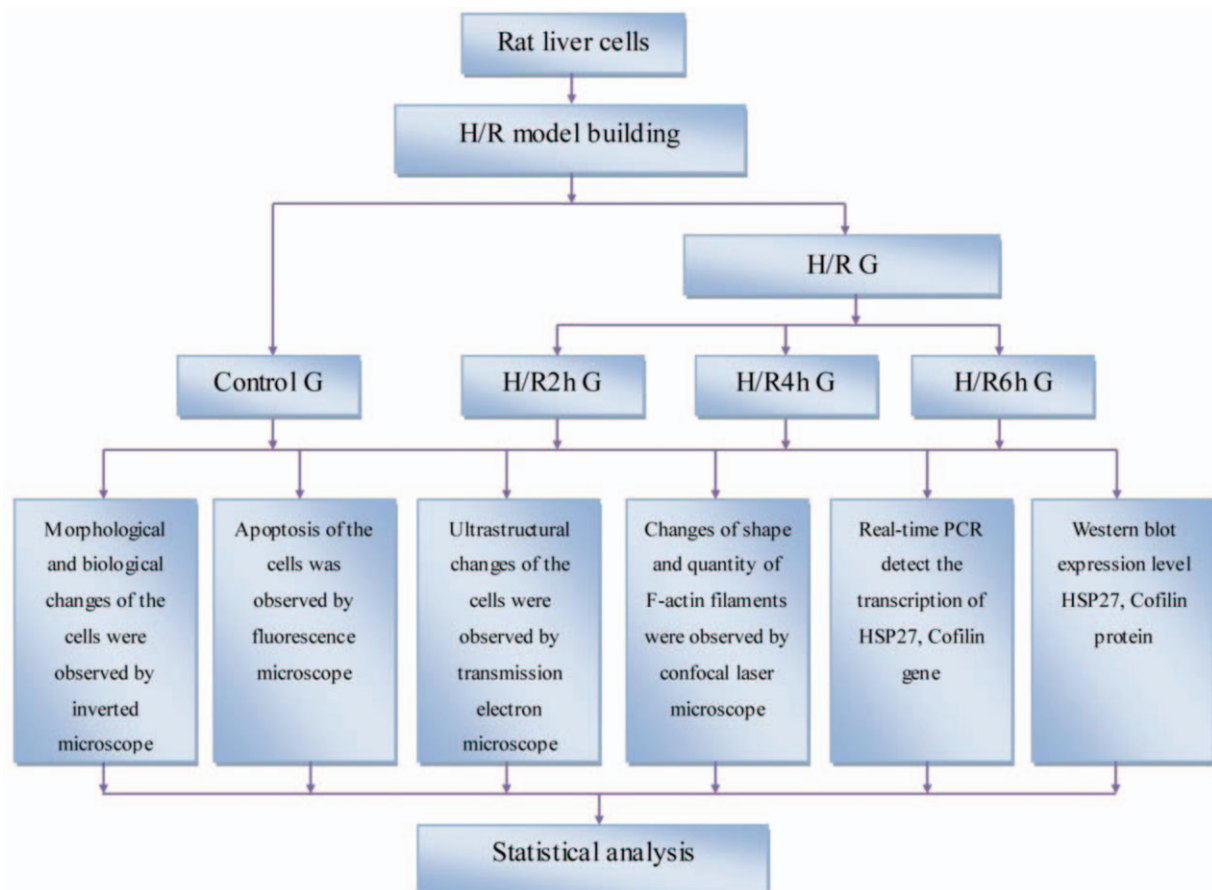 Rat liver cells
H/R model building
H/R G
Control G
H/R2h G
H/R4h G
H/R6h G
Morphological
and biological
changes of the
cells were
observed by
inverted
microscope
Apoptosis of the
cells was
observed by
fluorescence
microscope
Ultrastructural
changes of the
cells were
observed by
transmission
electron
microscope
Changes of shape
and quantity of
F-actin filaments
were observed by
confocal laser
microscope
Real-time PCR
detect the
transcription of
HSP27, Cofilin
gene
Western blot
expression level
HSP27, Cofilin
protein
Statistical analysis